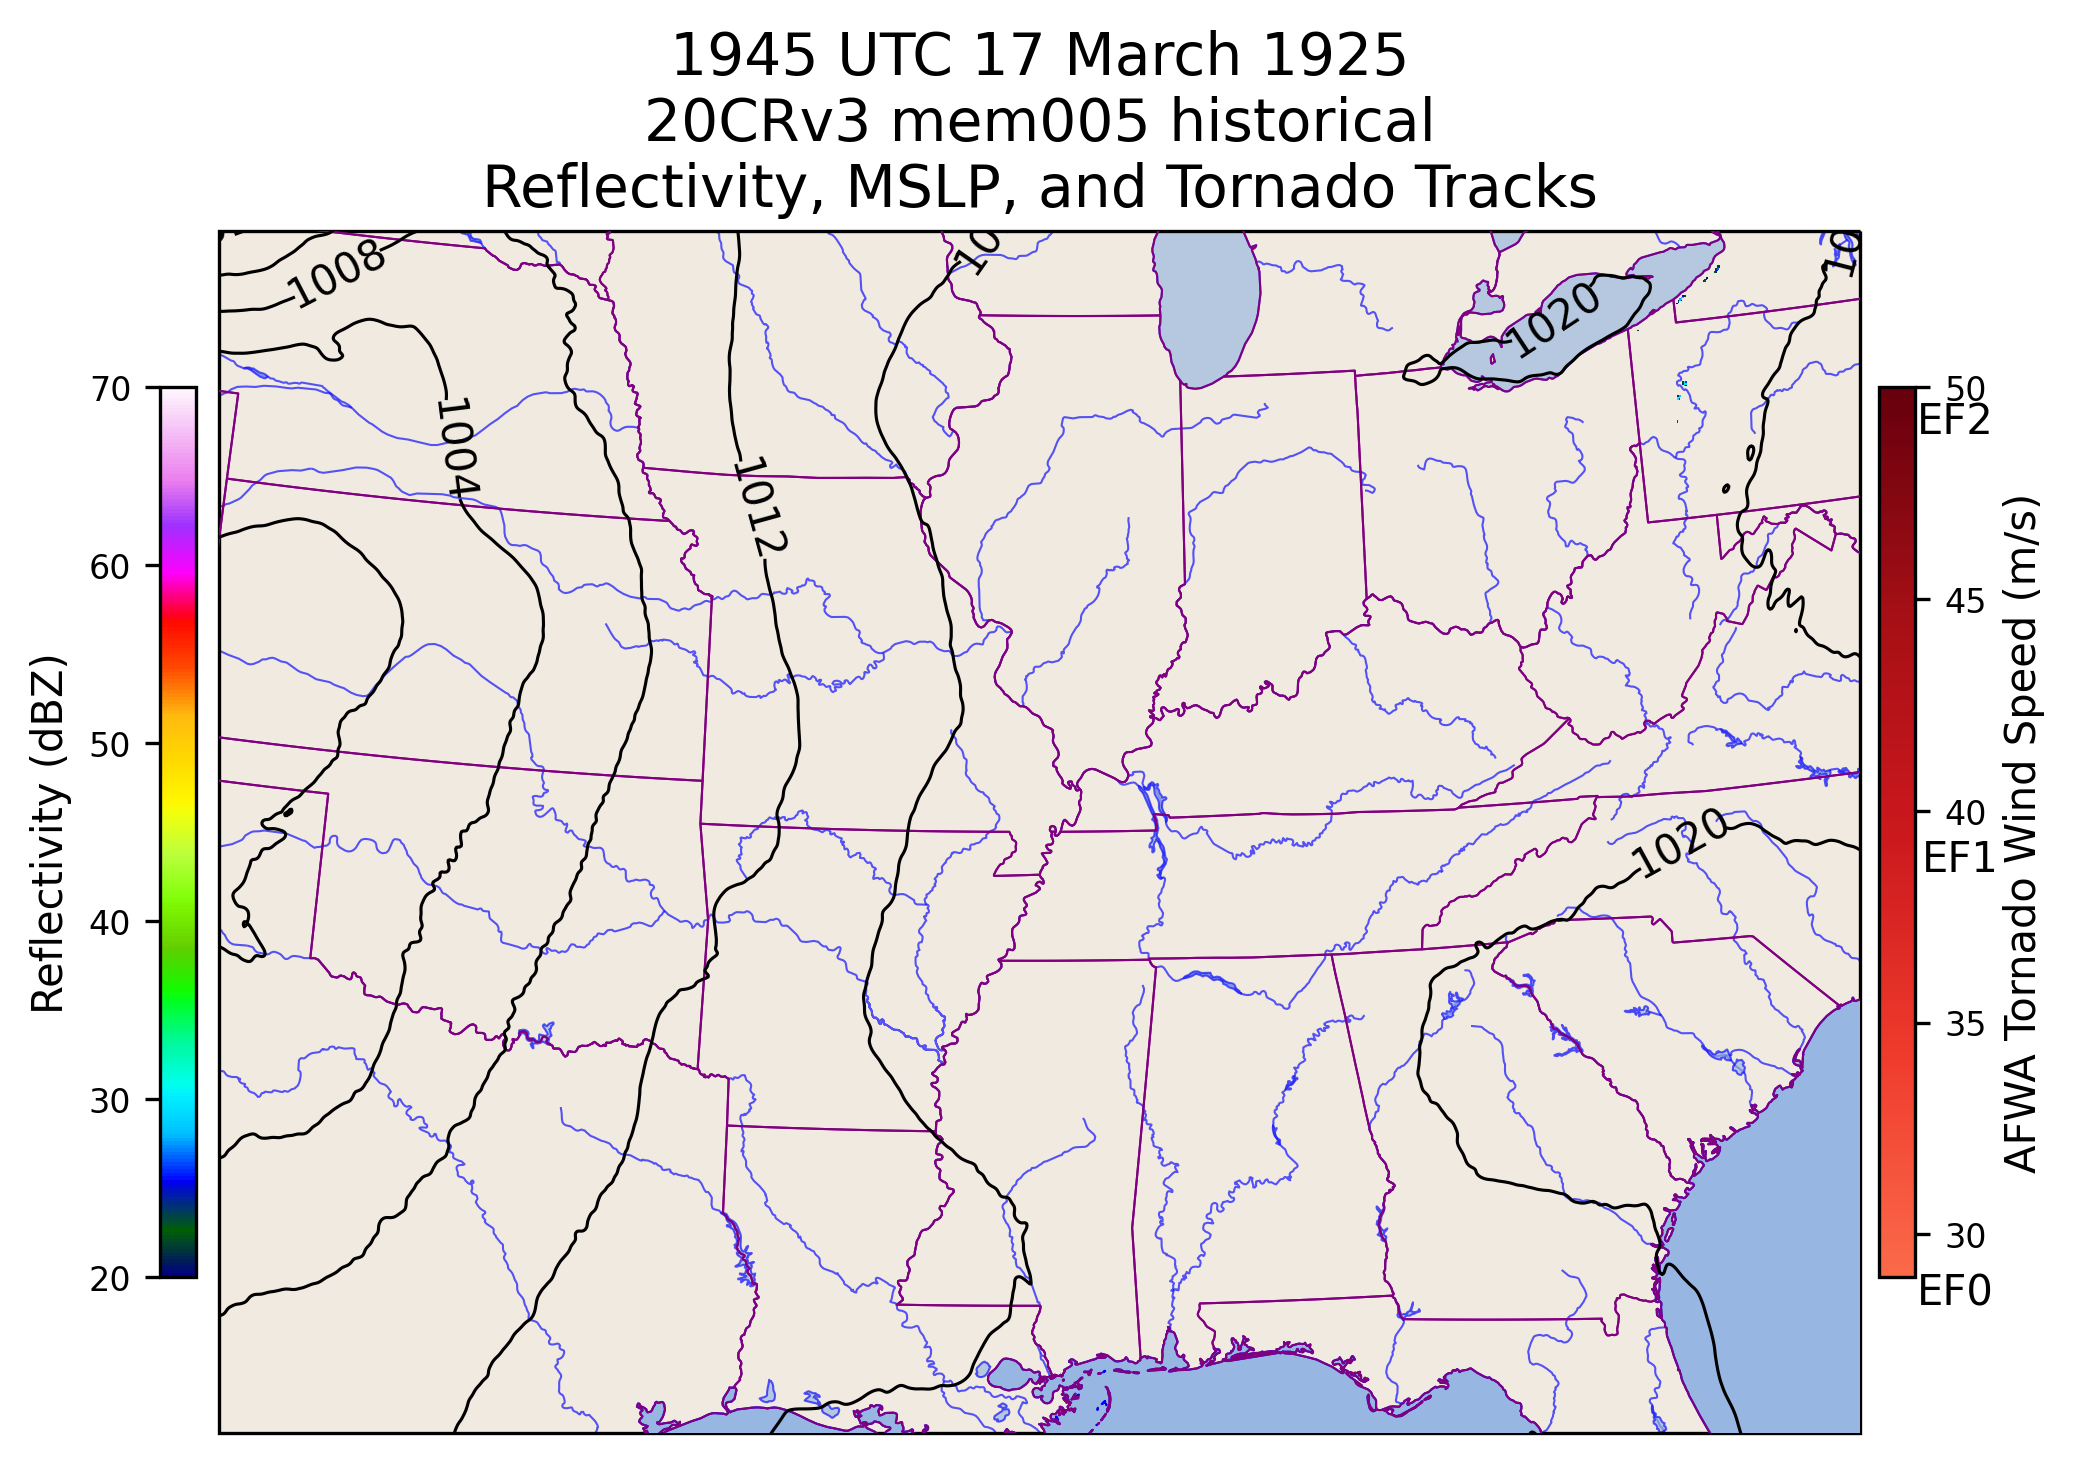 1945 UTC 17 March 1925
20CRv3 mem005 historical
Reflectivity, MSLP, and Tornado Tracks
10
10
1008
1020
1004
1012
1020
70
60
50
40
30
20
Reflectivity (dBZ)
50
EF2
45
40
EF1
35
30
EF0
AFWA Tornado Wind Speed (m/s)